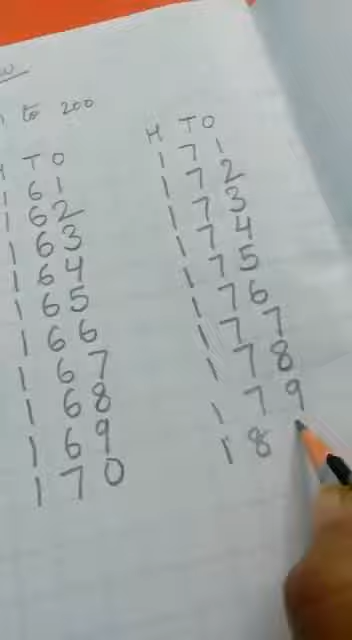 to 200
H T O
1 6 1
1 6 2
1 6 3
1 6 4
1 6 5
1 6 6
1 6 7
1 6 8
1 6 9
1 7 0
H T O
1 7 1
1 7 2
1 7 3
1 7 4
1 7 5
1 7 6
1 7 7
1 7 8
1 7 9
1 8